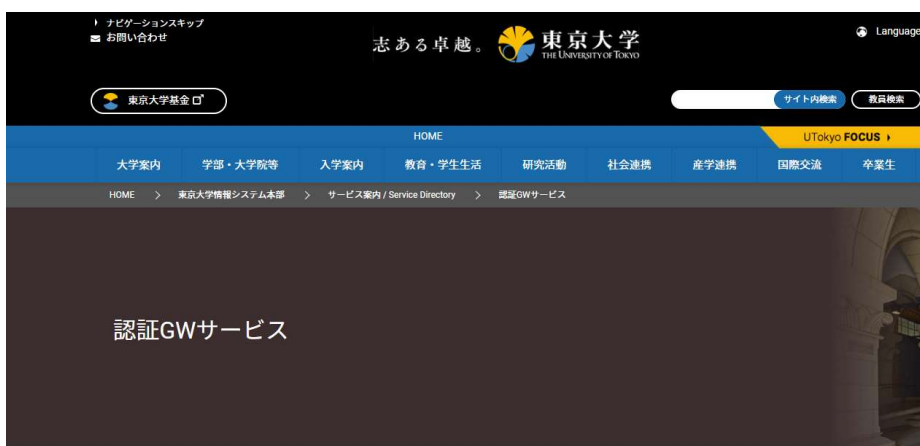 ナビゲーションスキップ
お問い合わせ
志ある卓越。
東京大学
THE UNIVERSITY OF TOKYO
Language
東京大学基金
サイト内検索
教員検索
HOME
UTokyo FOCUS
大学案内 学部・大学院等 入学案内 教育・学生生活 研究活動 社会連携 産学連携 国際交流 卒業生
HOME > 東京大学情報システム本部 > サービス案内 / Service Directory > 認証GWサービス
認証GWサービス